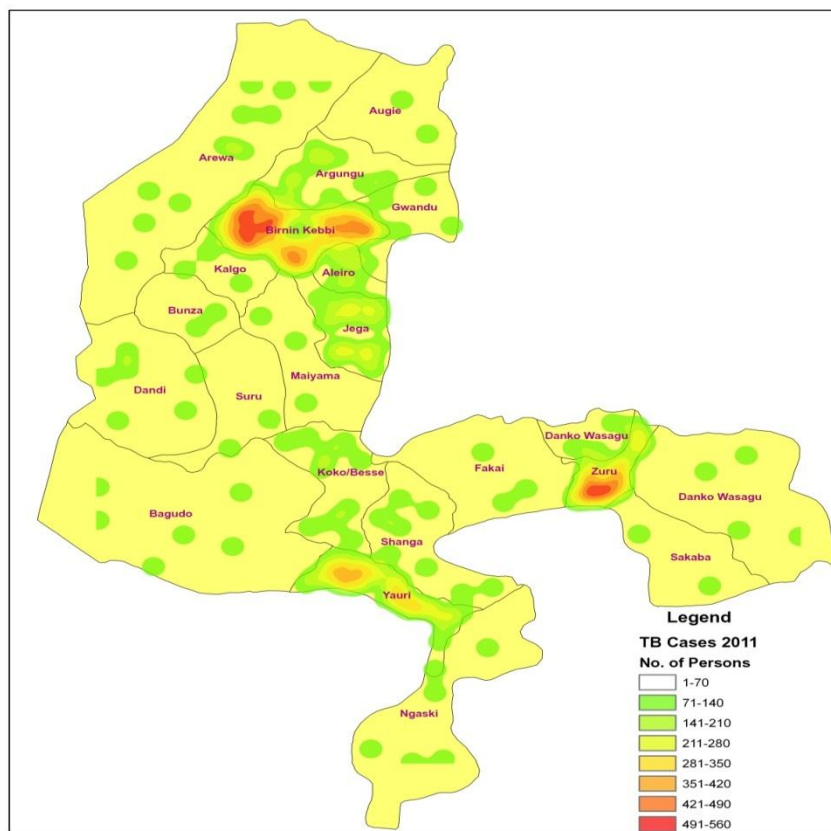 Augie
Arewa
Argungu
Gwandu
Birnin Kebbi
Kalgo
Aleiro
Bunza
Jega
Maiyama
Dandi
Suru
Danko Wasagu
Koko/Besse
Fakai
Zuru
Danko Wasagu
Bagudo
Shanga
Sakaba
Yauri
Ngaski
Legend
TB Cases 2011
No. of Persons
1-70
71-140
141-210
211-280
281-350
351-420
421-490
491-560